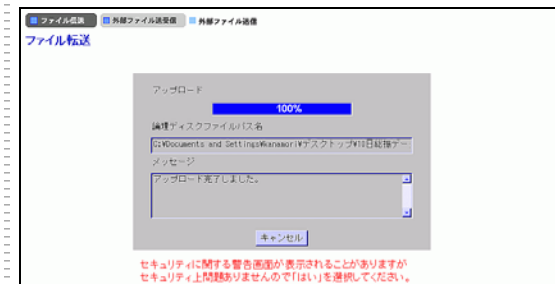 ファイル伝送 外部ファイル送受信 外部ファイル送信
ファイル転送
アップロード
100%
論理ディスクファイルパス名
C:¥Documents and Settings¥kanamori¥デスクトップ¥10日総振デー
メッセージ
アップロード完了しました。
キャンセル
セキュリティに関する警告画面が表示されることがありますが
セキュリティ上問題ありませんので「はい」を選択してください。